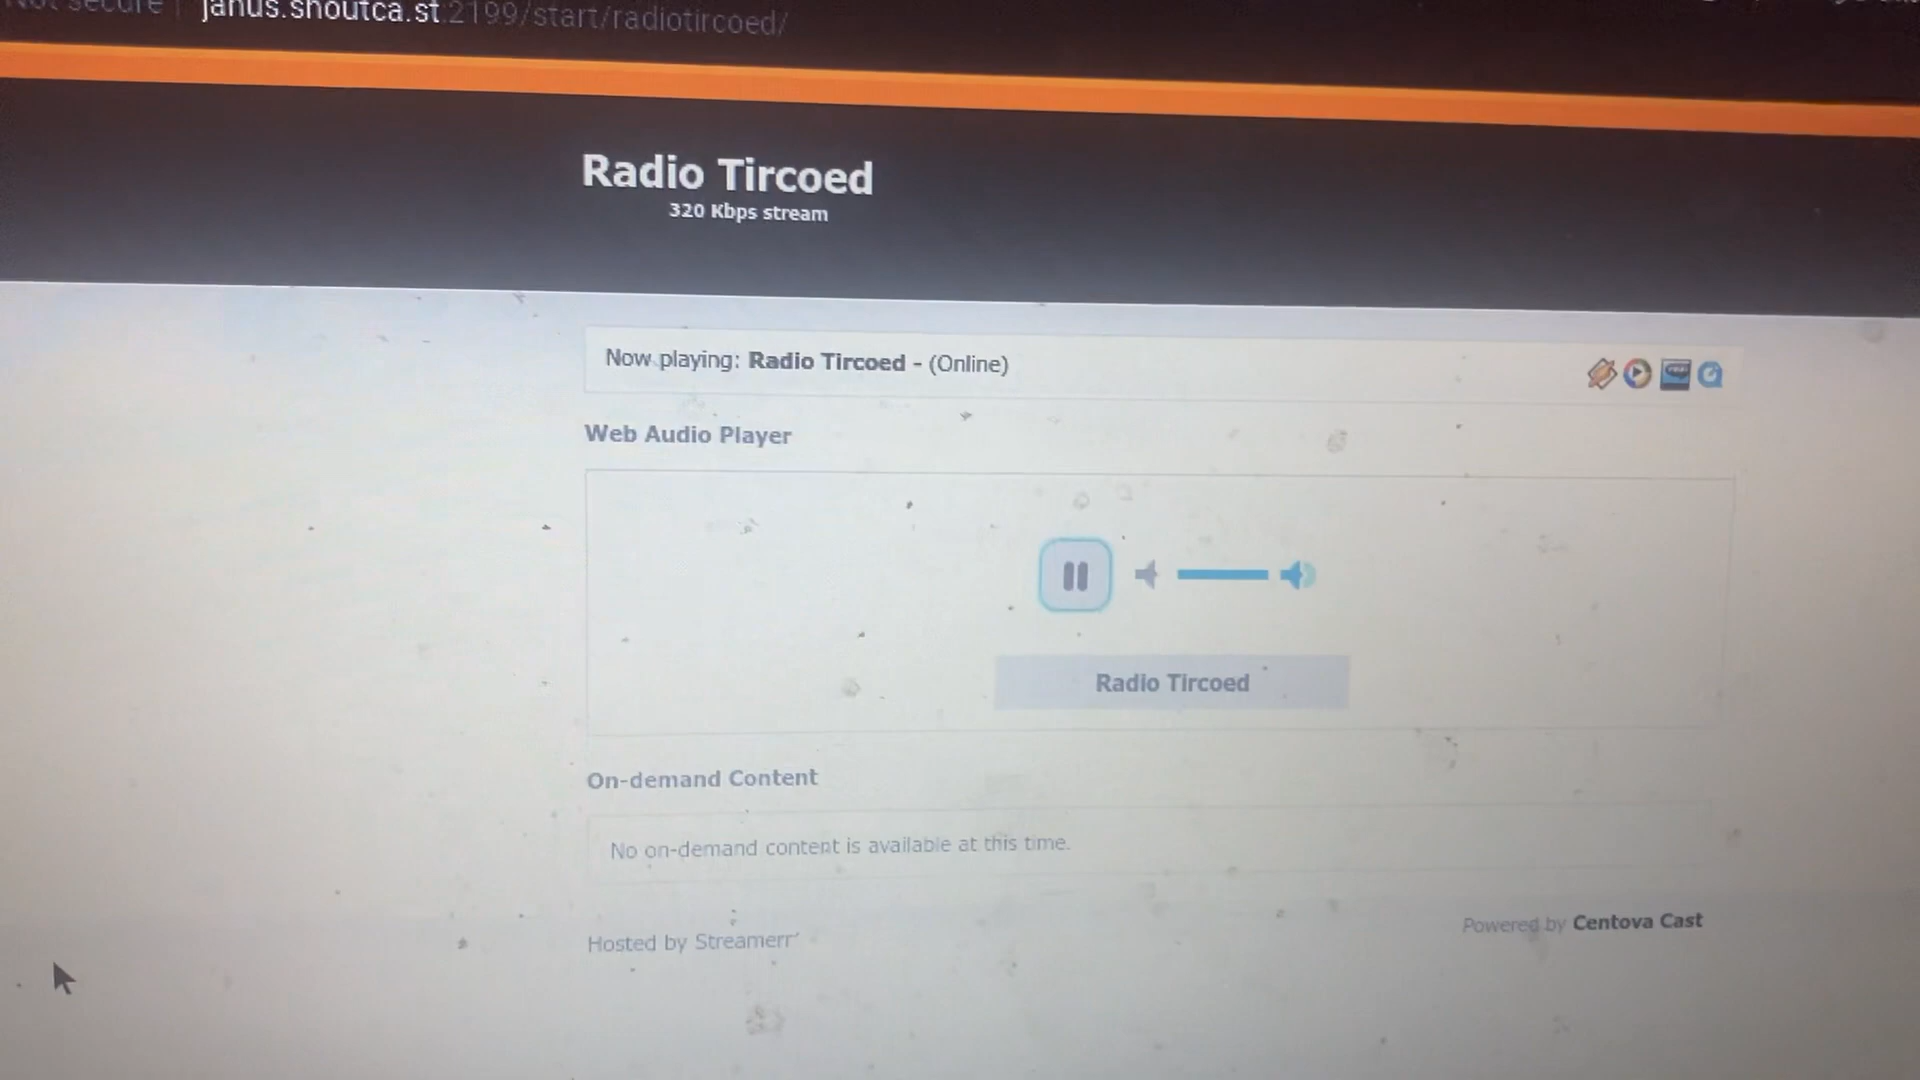 Not secure janus.shoutca.st:2199/start/radiotircoed/
Radio Tircoed
320 Kbps stream
Now playing: Radio Tircoed - (Online)
Web Audio Player
Radio Tircoed
On-demand Content
No on-demand content is available at this time.
Hosted by Streamerr
Powered by Centova Cast